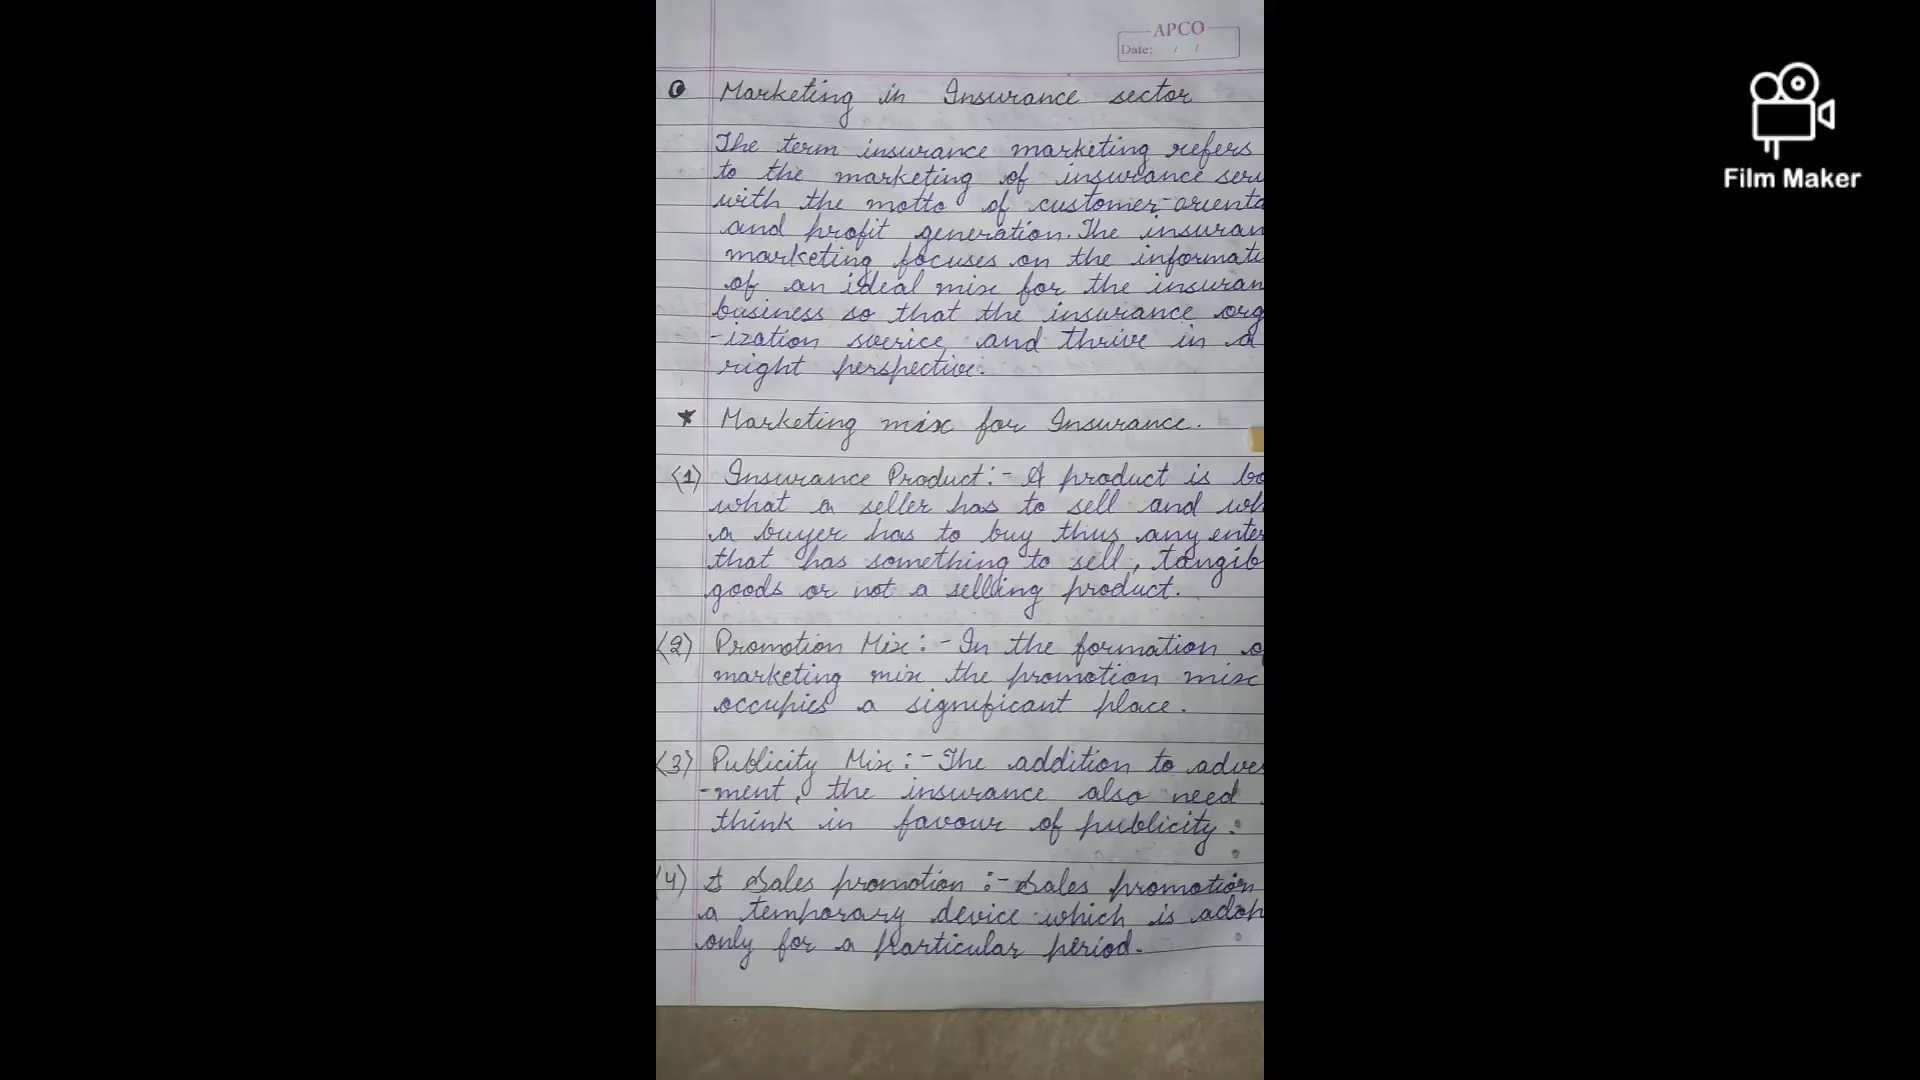 APCO
Date: / /
Marketing in Insurance sector
The term insurance marketing refers
to the marketing of insurance serv
with the motto of customer-orienta
and profit generation. The insuran
marketing focuses on the informati
of an ideal mix for the insuran
business so that the insurance org
-ization sverice and thrive in a
right perspective.
* Marketing mix for Insurance.
(1) Insurance Product:- A product is bo
what a seller has to sell and wh
a buyer has to buy thus any enter
that has something to sell, tangib
goods or not a selling product.
(2) Promotion Mix:- In the formation o
marketing mix the promotion mix
occupies a significant place.
(3) Publicity Mix:- The addition to adve
-ment, the insurance also need
think in favour of publicity.
(4) Sales promotion:- Sales promotion
a temporary device which is adop
only for a particular period.
Film Maker